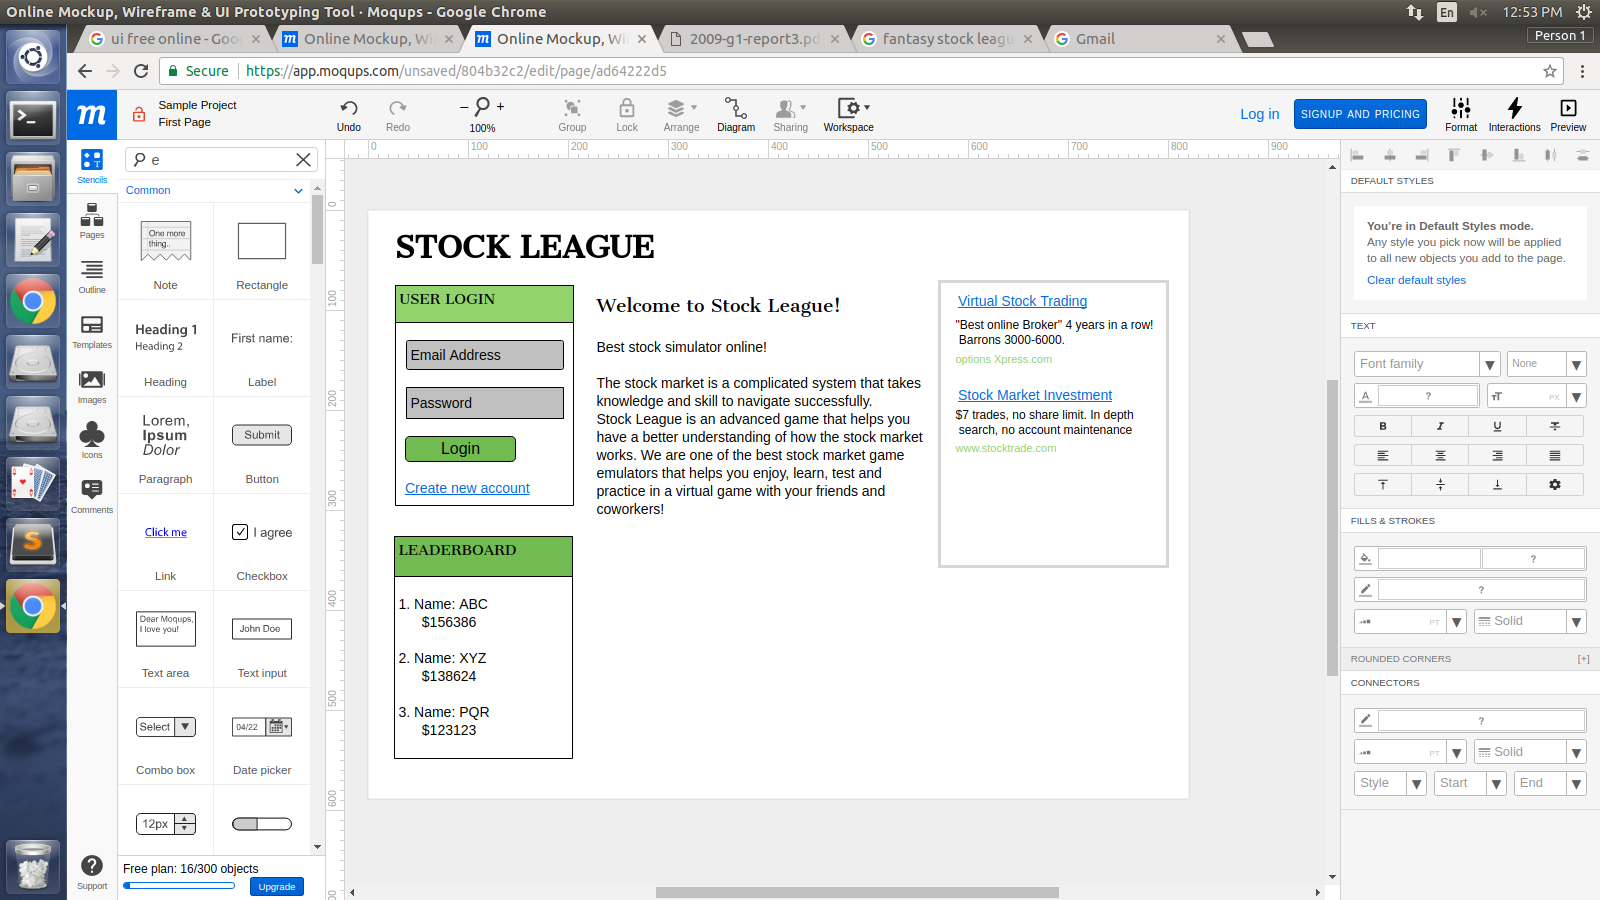 Online Mockup, Wireframe & UI Prototyping Tool · Moqups - Google Chrome
En
12:53 PM
ui free online - Goo
Online Mockup, Wi
Online Mockup, Wi
2009-g1-report3.pd
fantasy stock leagu
Gmail
Person 1
Secure
https://app.moqups.com/unsaved/804b32c2/edit/page/ad64222d5
m
Sample Project
First Page
Undo
Redo
100%
Group
Lock
Arrange
Diagram
Sharing
Workspace
Log in
SIGNUP AND PRICING
Format
Interactions
Preview
Stencils
Pages
Outline
Templates
Images
Icons
Comments
Support
e
Common
One more
thing..
Note
Rectangle
Heading 1
Heading 2
Heading
First name:
Label
Lorem,
Ipsum
Dolor
Paragraph
Submit
Button
Click me
Link
I agree
Checkbox
Dear Moqups,
I love you!
Text area
John Doe
Text input
Select
Combo box
04/22
Date picker
12px
Free plan: 16/300 objects
Upgrade
0 100 200 300 400 500 600 700 800 900
0
100
200
300
400
500
600
STOCK LEAGUE
USER LOGIN
Email Address
Password
Login
Create new account
LEADERBOARD
1. Name: ABC
$156386
2. Name: XYZ
$138624
3. Name: PQR
$123123
Welcome to Stock League!
Best stock simulator online!
The stock market is a complicated system that takes
knowledge and skill to navigate successfully.
Stock League is an advanced game that helps you
have a better understanding of how the stock market
works. We are one of the best stock market game
emulators that helps you enjoy, learn, test and
practice in a virtual game with your friends and
coworkers!
Virtual Stock Trading
"Best online Broker" 4 years in a row!
Barrons 3000-6000.
options Xpress.com
Stock Market Investment
$7 trades, no share limit. In depth
search, no account maintenance
www.stocktrade.com
DEFAULT STYLES
You're in Default Styles mode.
Any style you pick now will be applied
to all new objects you add to the page.
Clear default styles
TEXT
Font family
None
A
?
TT
PX
B
I
U
FILLS & STROKES
?
?
PT
Solid
ROUNDED CORNERS
[+]
CONNECTORS
?
PT
Solid
Style
Start
End